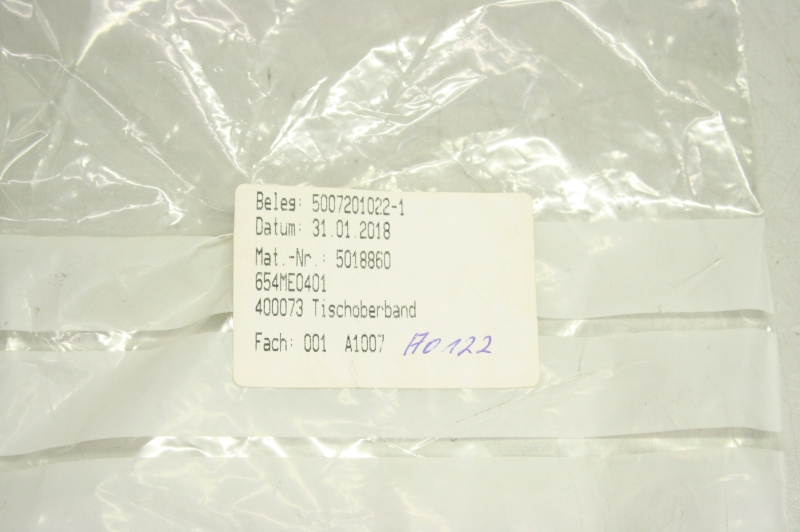 Beleg: 5007201022-1
Datum: 31.01.2018
Mat.-Nr.: 5018860
654ME0401
400073 Tischoberband
Fach: 001 A1007 A0122